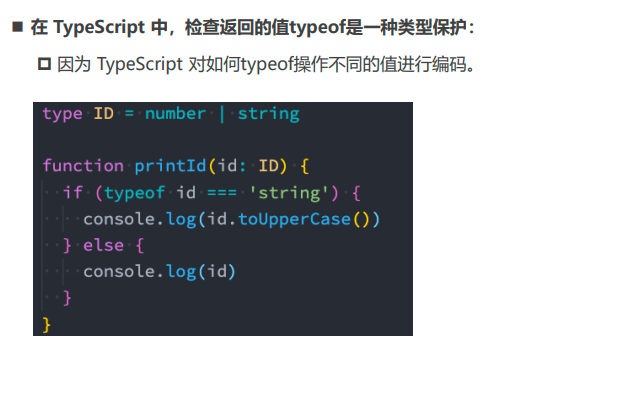 在 TypeScript 中，检查返回的值typeof是一种类型保护：
因为 TypeScript 对如何typeof操作不同的值进行编码。
type ID = number | string
function printId(id: ID) {
  if (typeof id === 'string') {
    console.log(id.toUpperCase())
  } else {
    console.log(id)
  }
}